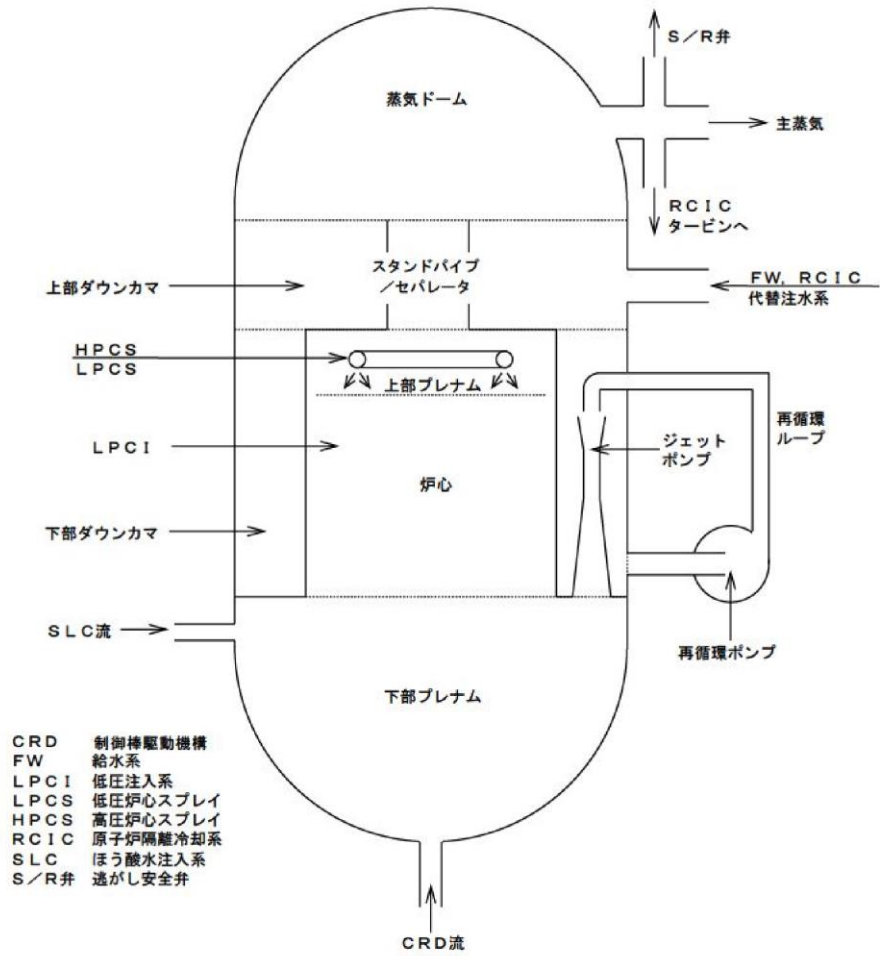 S/R弁
蒸気ドーム
主蒸気
RCIC
タービンへ
スタンドパイプ
/セパレータ
上部ダウンカマ
FW, RCIC
代替注水系
HPCS
LPCS
上部プレナム
再循環
ループ
LPCI
ジェット
ポンプ
炉心
下部ダウンカマ
SLC流
再循環ポンプ
下部プレナム
CRD 制御棒駆動機構
FW 給水系
LPCI 低圧注入系
LPCS 低圧炉心スプレイ
HPCS 高圧炉心スプレイ
RCIC 原子炉隔離冷却系
SLC ほう酸水注入系
S/R弁 逃がし安全弁
CRD流